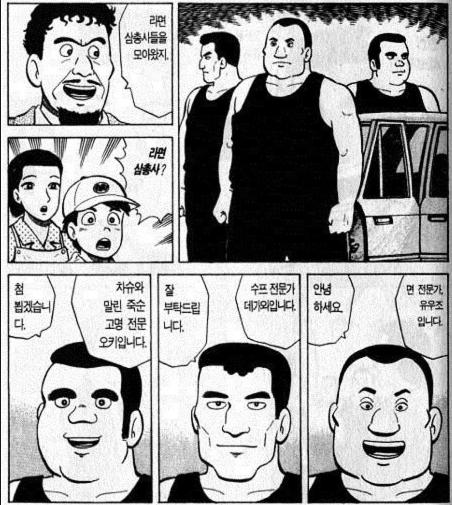 라면
삼총사들을
모아왔지.
라면
삼총사?
면 전문가,
유우조
입니다.
안녕
하세요.
수프 전문가
데가와입니다.
잘
부탁드립
니다.
차슈와
말린 죽순
고명 전문
오키입니다.
첨
뵙겠습니
다.